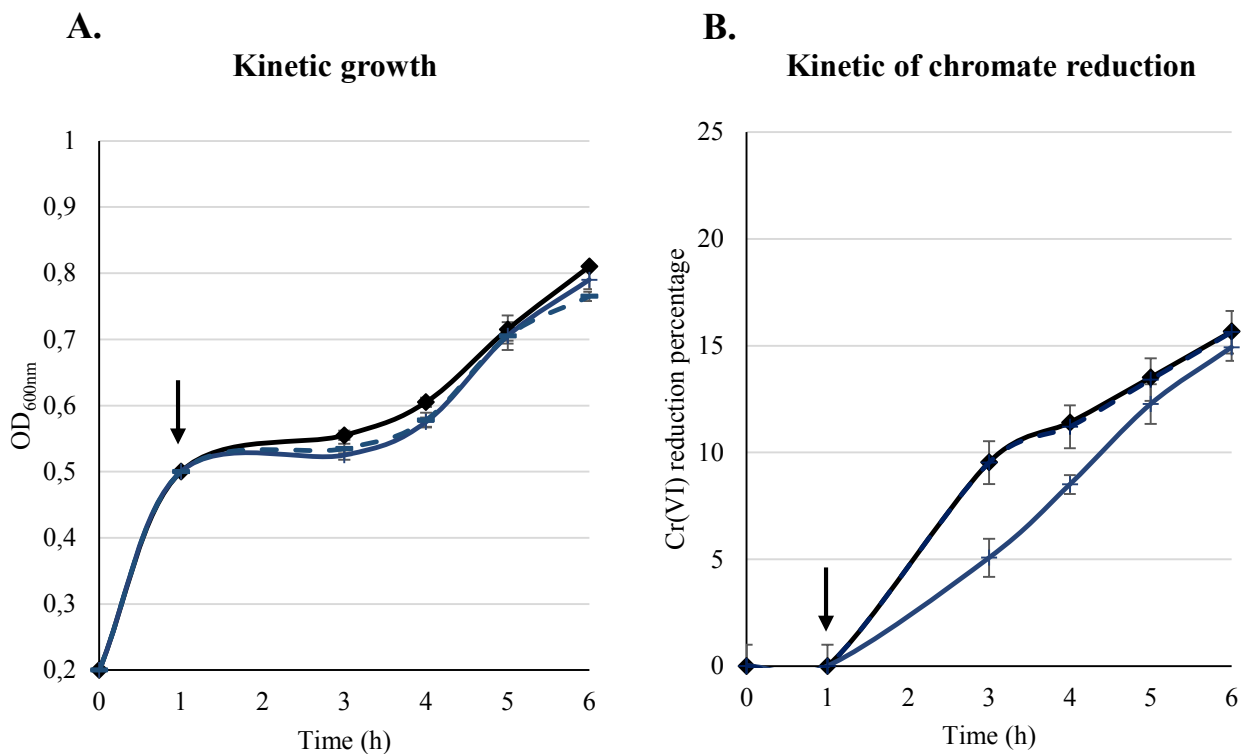 A.
Kinetic growth
1
0,9
0,8
0,7
0,6
0,5
0,4
0,3
0,2
OD600nm
0 1 2 3 4 5 6
Time (h)
B.
Kinetic of chromate reduction
25
20
15
10
5
0
Cr(VI) reduction percentage
0 1 2 3 4 5 6
Time (h)